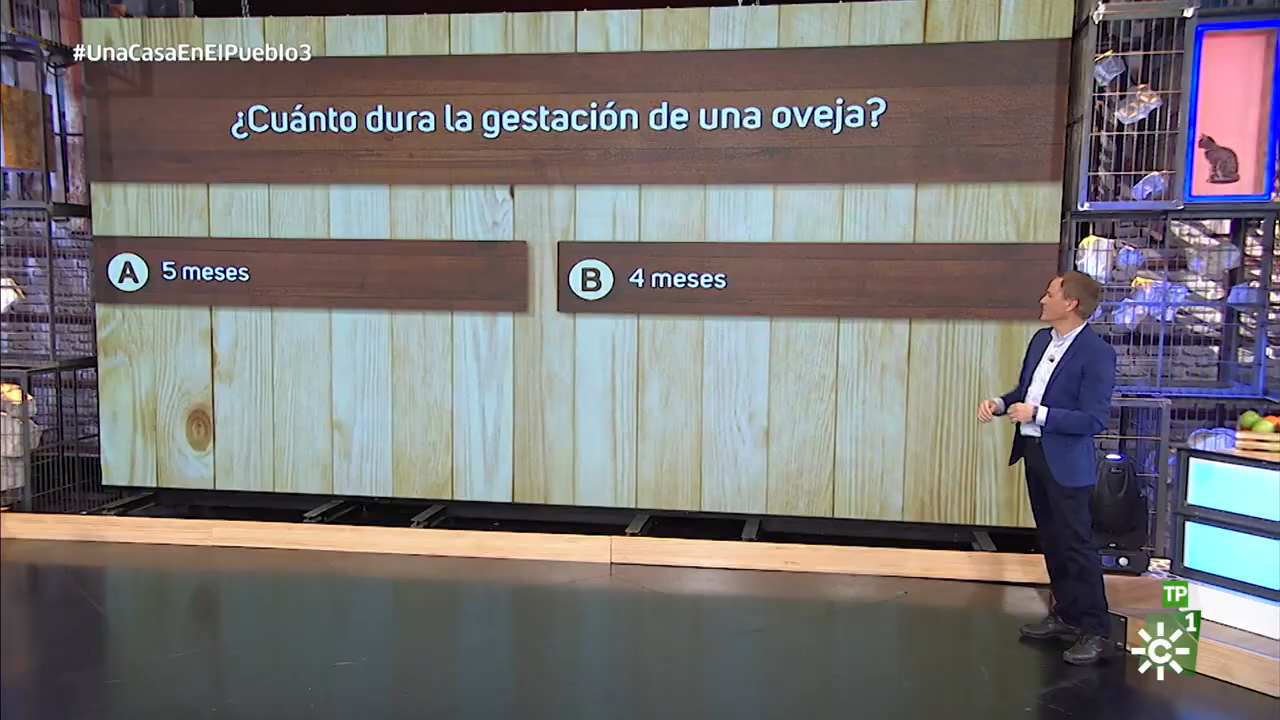 #UnaCasaEnElPueblo3
¿Cuánto dura la gestación de una oveja?
A 5 meses
B 4 meses
TP
1